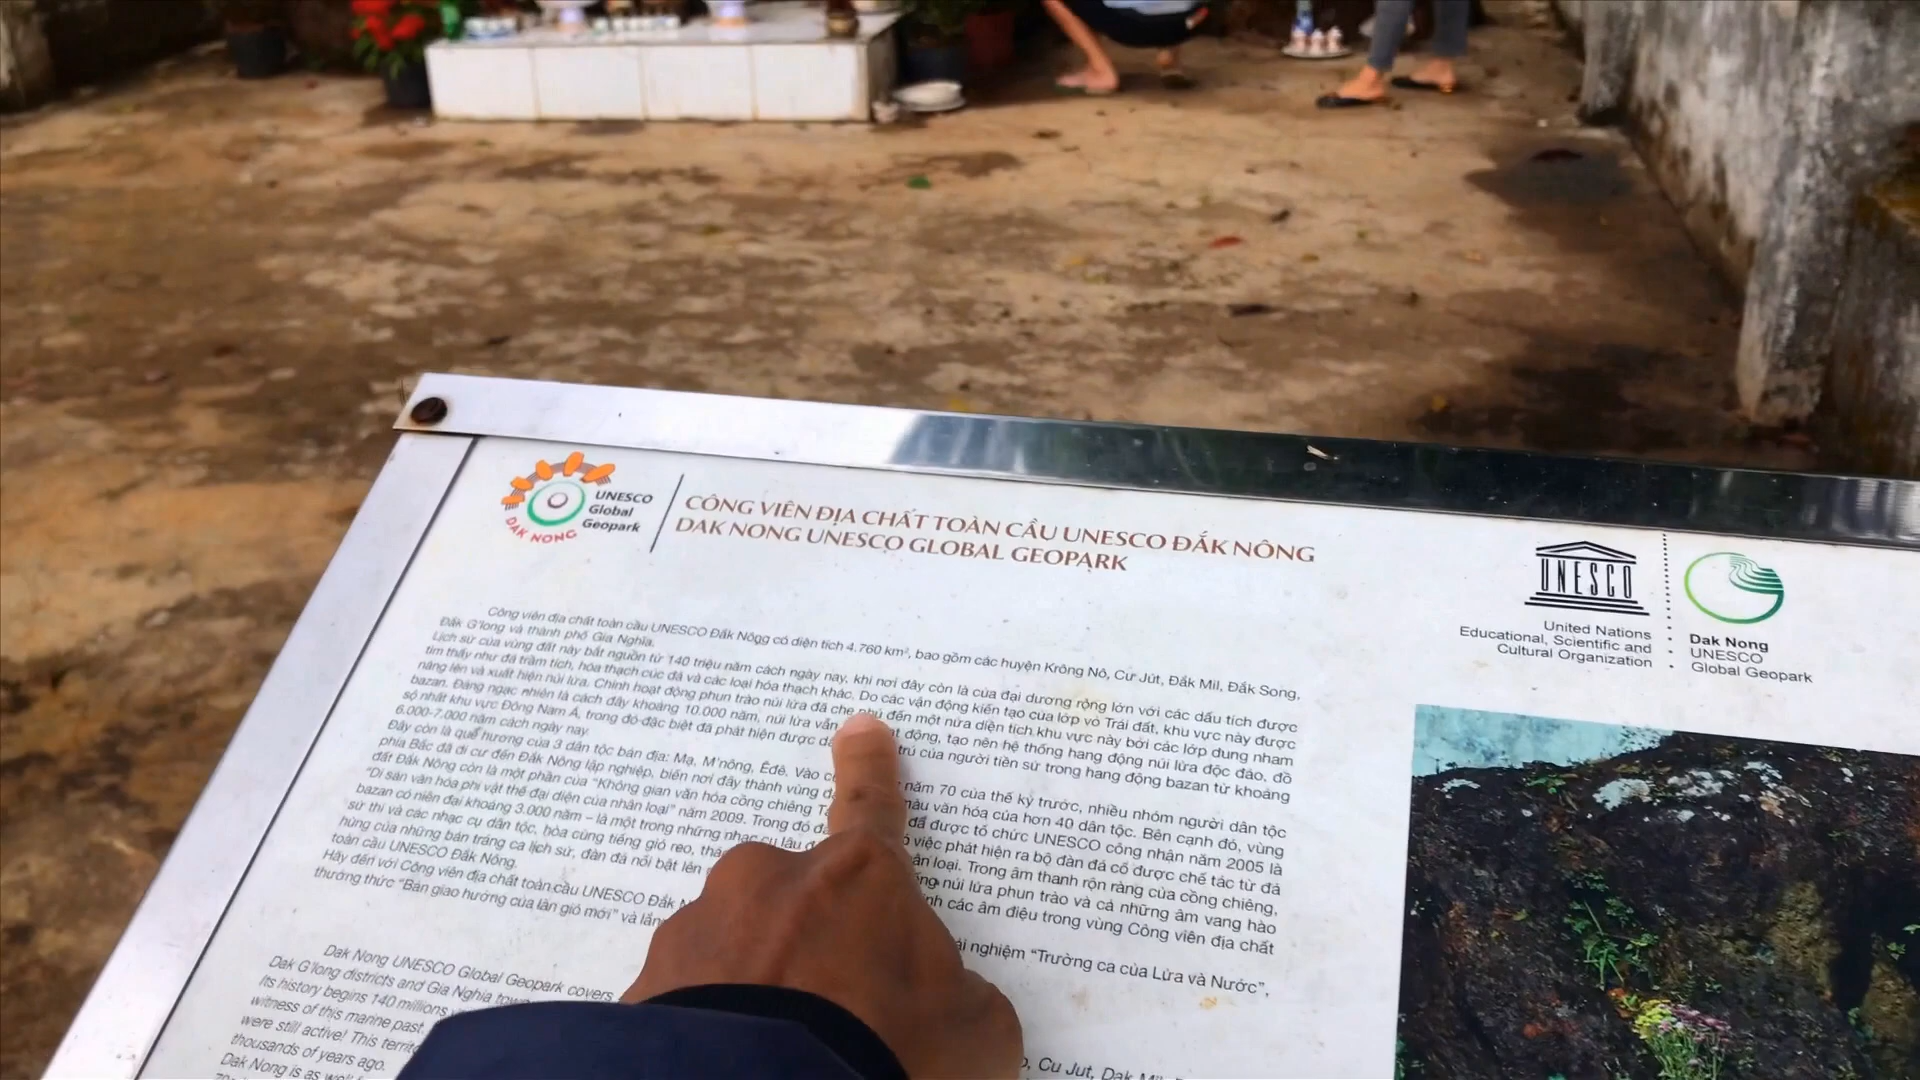 UNESCO
Global
Geopark
DAK NONG
CÔNG VIÊN ĐỊA CHẤT TOÀN CẦU UNESCO ĐẮK NÔNG
DAK NONG UNESCO GLOBAL GEOPARK
UNESCO
United Nations
Educational, Scientific and
Cultural Organization
Dak Nong
UNESCO
Global Geopark
Công viên địa chất toàn cầu UNESCO Đắk Nông có diện tích 4.760 km², bao gồm các huyện Krông Nô, Cư Jút, Đắk Mil, Đắk Song,
Đắk G'long và thành phố Gia Nghĩa.
Lịch sử của vùng đất này bắt nguồn từ 140 triệu năm cách ngày nay, khi nơi đây còn là của đại dương rộng lớn với các dấu tích được
tìm thấy như đá trầm tích, hóa thạch cúc đá và các loại hóa thạch khác. Do các vận động kiến tạo của lớp vỏ Trái đất, khu vực này được
nâng lên và xuất hiện núi lửa. Chính hoạt động phun trào núi lửa đã che phủ đến một nửa diện tích khu vực này bởi các lớp dung nham
bazan. Đáng ngạc nhiên là cách đây khoảng 10.000 năm, núi lửa vẫn động, tạo nên hệ thống hang động núi lửa độc đáo, đồ
sộ nhất khu vực Đông Nam Á, trong đó đặc biệt đã phát hiện được trú của người tiền sử trong hang động bazan từ khoảng
6.000-7.000 năm cách ngày nay.
Đây còn là quê hương của 3 dân tộc bản địa: Mạ, M'nông, Êđê. Vào năm 70 của thế kỷ trước, nhiều nhóm người dân tộc
phía Bắc đã di cư đến Đắk Nông lập nghiệp, biến nơi đây thành vùng màu văn hóa của hơn 40 dân tộc. Bên cạnh đó, vùng
đất Đắk Nông còn là một phần của “Không gian văn hóa cồng chiêng đã được tổ chức UNESCO công nhận năm 2005 là
“Di sản văn hóa phi vật thể đại diện của nhân loại” năm 2009. Trong đó việc phát hiện ra bộ đàn đá cổ được chế tác từ đá
bazan có niên đại khoảng 3.000 năm – là một trong những nhạc cụ lâu loại. Trong âm thanh rộn ràng của cồng chiêng,
sử thi và các nhạc cụ dân tộc, hòa cùng tiếng gió reo, núi lửa phun trào và cả những âm vang hào
hùng của những bản tráng ca lịch sử, đàn đá nổi bật lên các âm điệu trong vùng Công viên địa chất
toàn cầu UNESCO Đắk Nông.
Hãy đến với Công viên địa chất toàn cầu UNESCO Đắk nghiệm “Trường ca của Lửa và Nước”,
thưởng thức “Bản giao hưởng của làn gió mới” và
Dak Nong UNESCO Global Geopark covers Cu Jut, Dak
Dak G'long districts and Gia Nghia
Its history begins 140 millions
witness of this marine past.
were still active! This
thousands of years ago.
Dak Nong is as